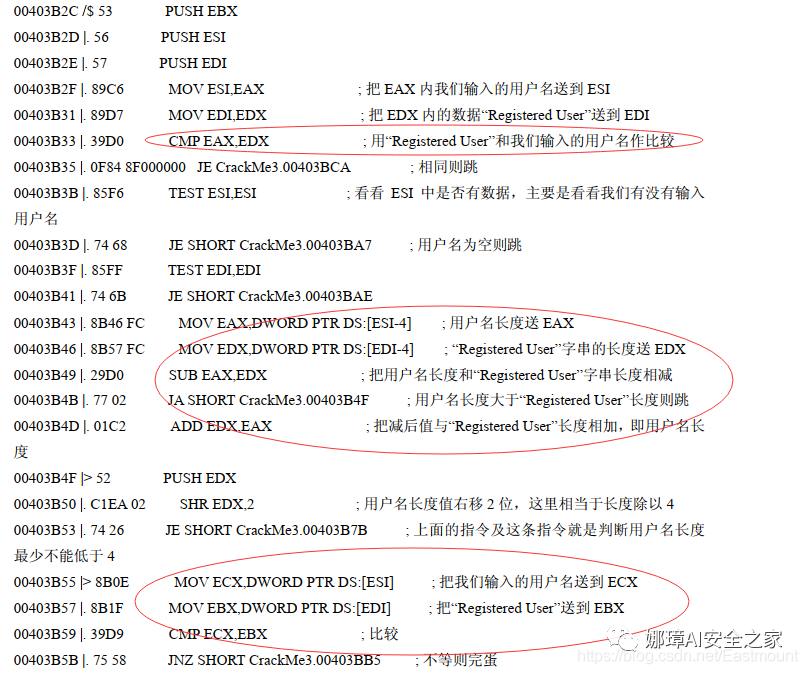 00403B2C /$ 53 PUSH EBX
00403B2D |. 56 PUSH ESI
00403B2E |. 57 PUSH EDI
00403B2F |. 89C6 MOV ESI,EAX ; 把 EAX 内我们输入的用户名送到 ESI
00403B31 |. 89D7 MOV EDI,EDX ; 把 EDX 内的数据“Registered User”送到 EDI
00403B33 |. 39D0 CMP EAX,EDX ; 用“Registered User”和我们输入的用户名作比较
00403B35 |. 0F84 8F000000 JE CrackMe3.00403BCA ; 相同则跳
00403B3B |. 85F6 TEST ESI,ESI ; 看看 ESI 中是否有数据，主要是看看我们有没有输入
用户名
00403B3D |. 74 68 JE SHORT CrackMe3.00403BA7 ; 用户名为空则跳
00403B3F |. 85FF TEST EDI,EDI
00403B41 |. 74 6B JE SHORT CrackMe3.00403BAE
00403B43 |. 8B46 FC MOV EAX,DWORD PTR DS:[ESI-4] ; 用户名长度送 EAX
00403B46 |. 8B57 FC MOV EDX,DWORD PTR DS:[EDI-4] ; “Registered User”字串的长度送 EDX
00403B49 |. 29D0 SUB EAX,EDX ; 把用户名长度和“Registered User”字串长度相减
00403B4B |. 77 02 JA SHORT CrackMe3.00403B4F ; 用户名长度大于“Registered User”长度则跳
00403B4D |. 01C2 ADD EDX,EAX ; 把减后值与“Registered User”长度相加，即用户名长
度
00403B4F |> 52 PUSH EDX
00403B50 |. C1EA 02 SHR EDX,2 ; 用户名长度值右移 2 位，这里相当于长度除以 4
00403B53 |. 74 26 JE SHORT CrackMe3.00403B7B ; 上面的指令及这条指令就是判断用户名长度
最少不能低于 4
00403B55 |> 8B0E MOV ECX,DWORD PTR DS:[ESI] ; 把我们输入的用户名送到 ECX
00403B57 |. 8B1F MOV EBX,DWORD PTR DS:[EDI] ; 把“Registered User”送到 EBX
00403B59 |. 39D9 CMP ECX,EBX ; 比较
00403B5B |. 75 58 JNZ SHORT CrackMe3.00403BB5 ; 不等则完蛋
娜璋AI安全之家
https://blog.csdn.net/Eastmount